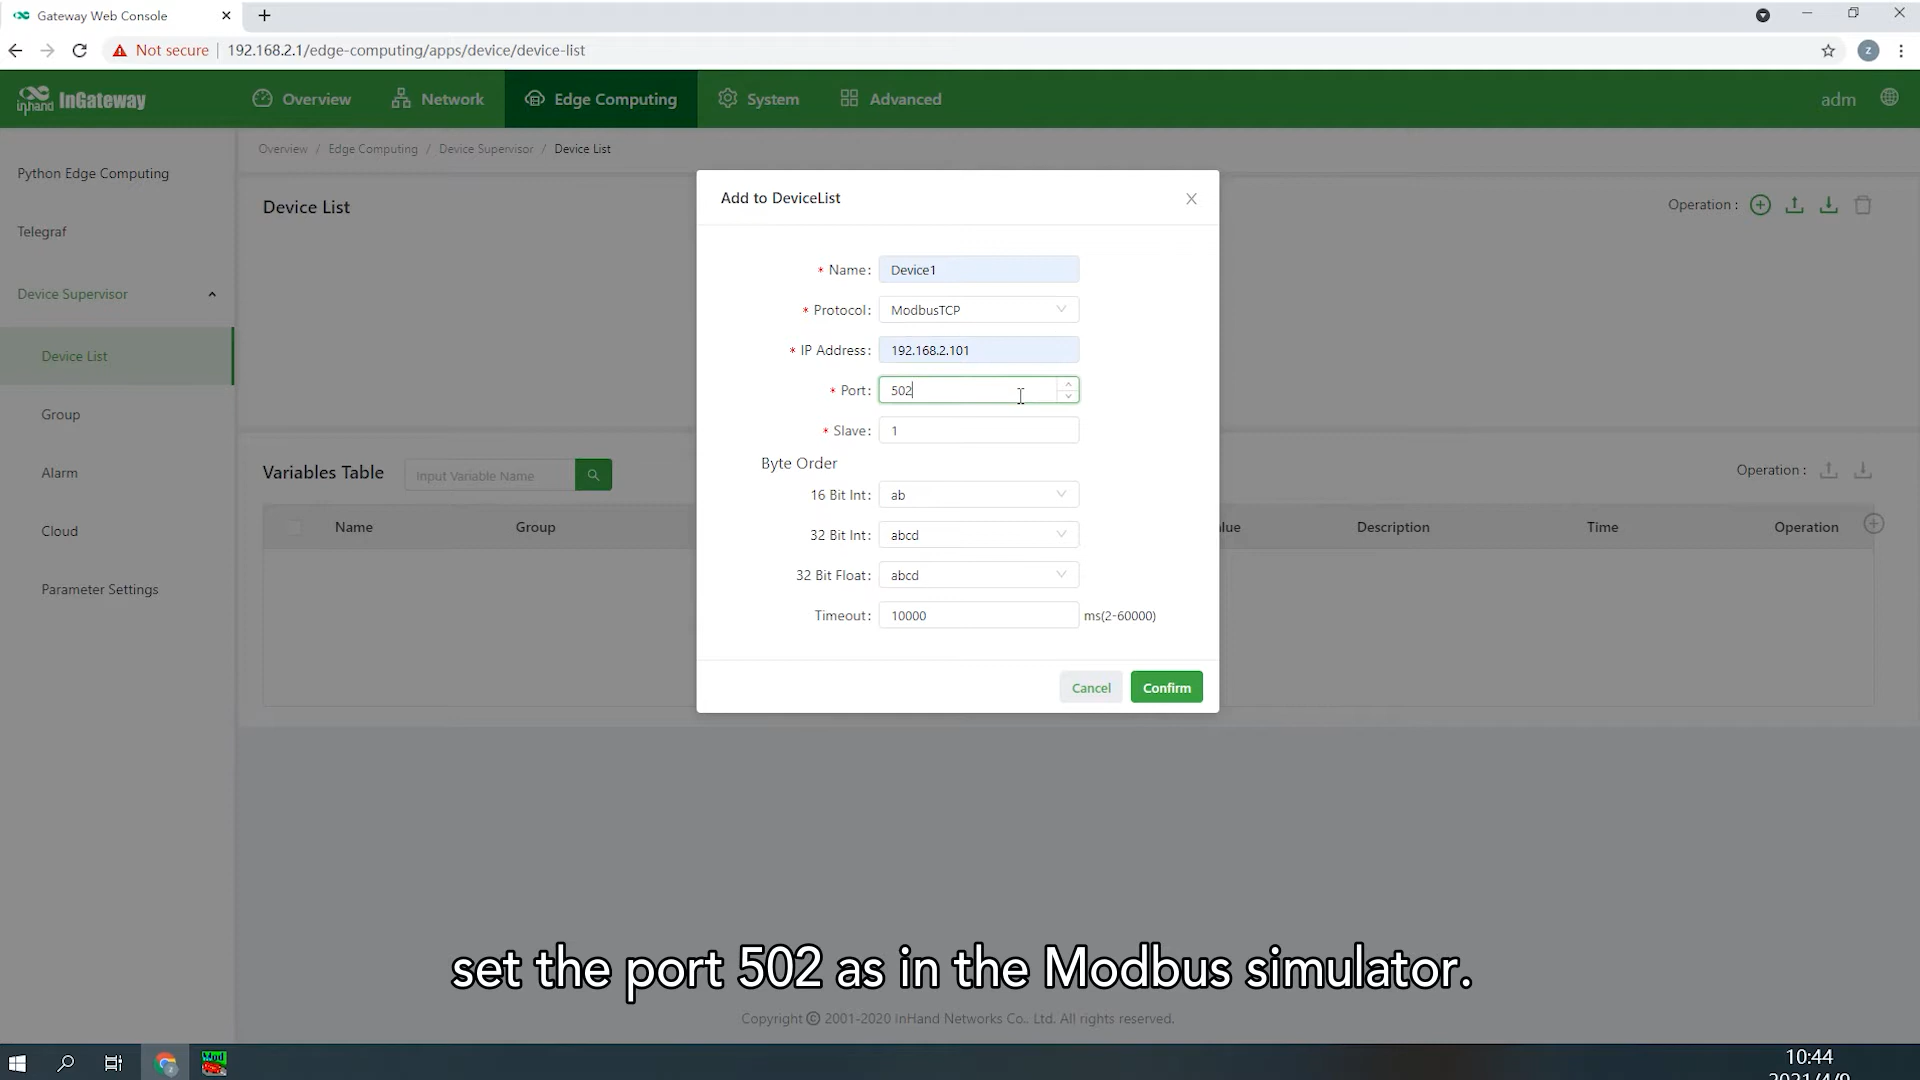 Gateway Web Console
Not secure
192.168.2.1/edge-computing/apps/device/device-list
Z
inhand InGateway
Overview
Network
Edge Computing
System
Advanced
adm
Python Edge Computing
Telegraf
Device Supervisor
Device List
Group
Alarm
Cloud
Parameter Settings
Overview / Edge Computing / Device Supervisor / Device List
Device List
Operation :
Add to DeviceList
* Name: Device1
* Protocol: ModbusTCP
* IP Address: 192.168.2.101
* Port: 502
* Slave: 1
Byte Order
16 Bit Int: ab
32 Bit Int: abcd
32 Bit Float: abcd
Timeout: 10000 ms(2-60000)
Cancel
Confirm
Variables Table
Input Variable Name
Operation :
Name
Group
lue
Description
Time
Operation
set the port 502 as in the Modbus simulator.
Copyright © 2001-2020 InHand Networks Co., Ltd. All rights reserved.
Mod
10:44
2021/4/9